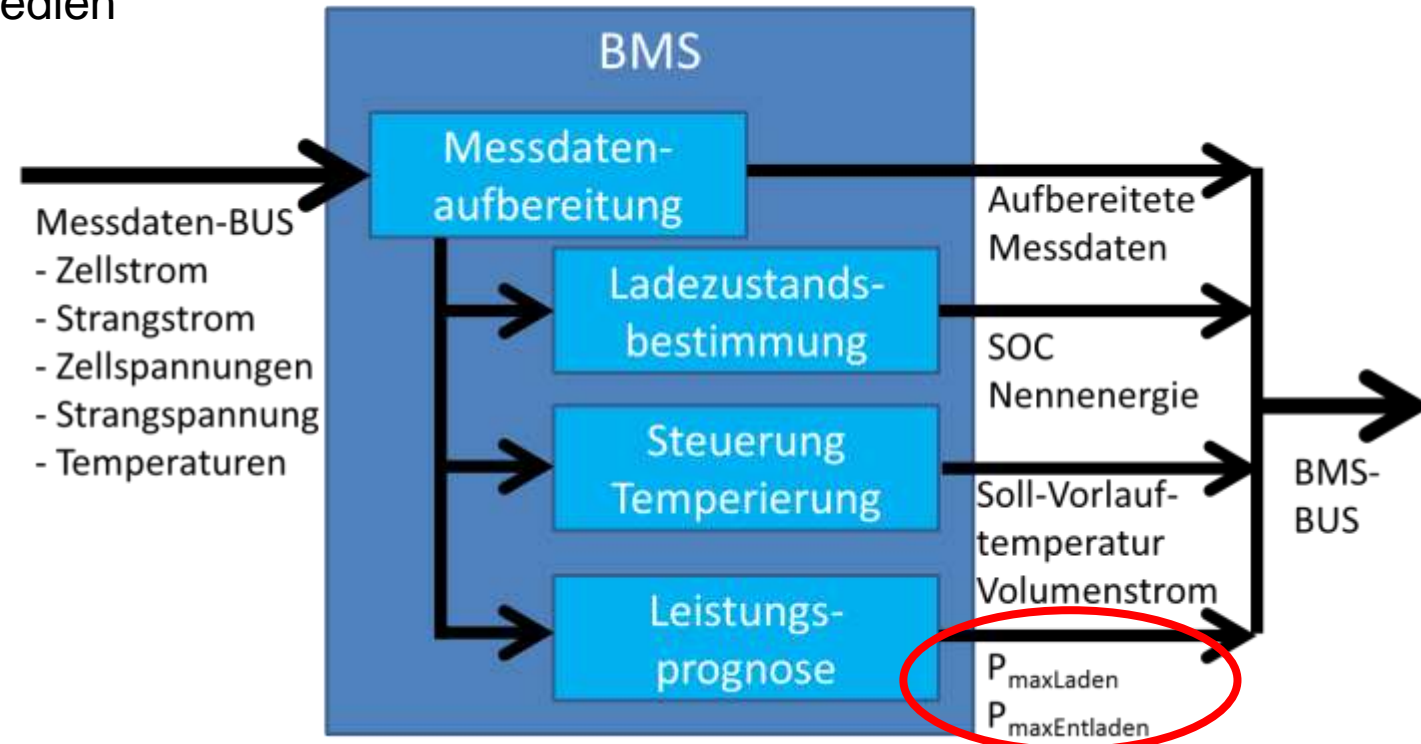 BMS
Messdaten-
aufbereitung
Messdaten-BUS
- Zellstrom
- Strangstrom
- Zellspannungen
- Strangspannung
- Temperaturen
Ladezustands-
bestimmung
Steuerung
Temperierung
Leistungs-
prognose
Aufbereitete
Messdaten
SOC
Nennenergie
Soll-Vorlauf-
temperatur
Volumenstrom
PmaxLaden
PmaxEntladen
BMS-
BUS